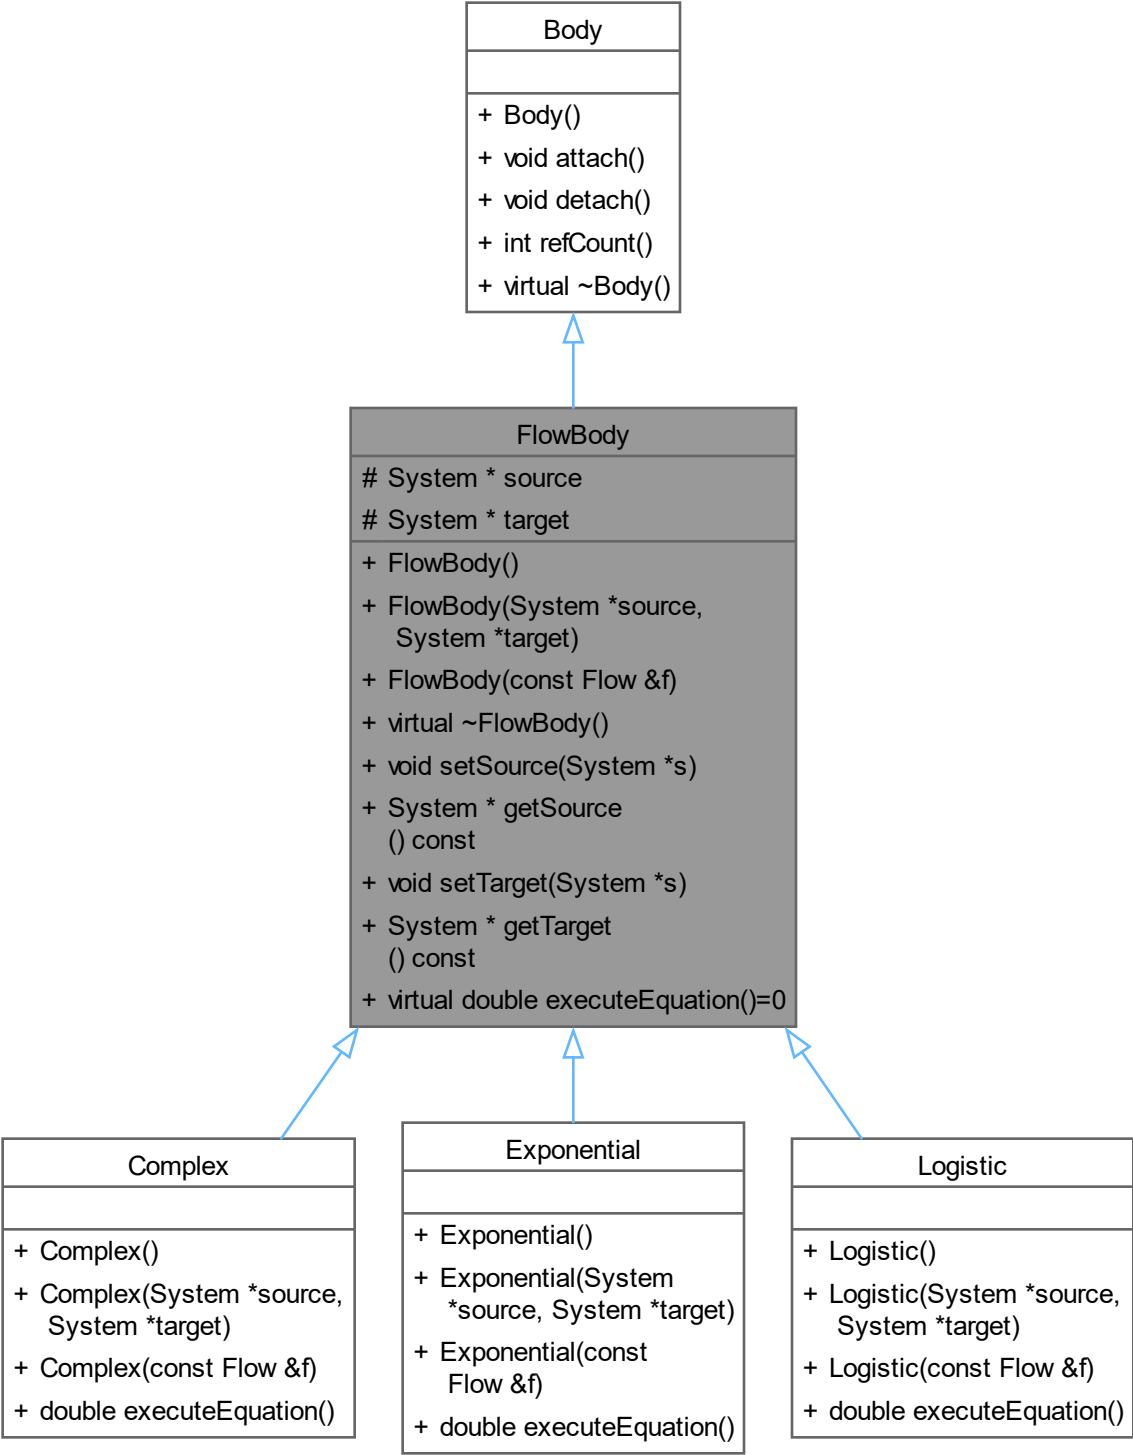 Body
+ Body()
+ void attach()
+ void detach()
+ int refCount()
+ virtual ~Body()
FlowBody
# System * source
# System * target
+ FlowBody()
+ FlowBody(System *source,
System *target)
+ FlowBody(const Flow &f)
+ virtual ~FlowBody()
+ void setSource(System *s)
+ System * getSource
() const
+ void setTarget(System *s)
+ System * getTarget
() const
+ virtual double executeEquation()=0
Complex
+ Complex()
+ Complex(System *source,
System *target)
+ Complex(const Flow &f)
+ double executeEquation()
Exponential
+ Exponential()
+ Exponential(System
*source, System *target)
+ Exponential(const
Flow &f)
+ double executeEquation()
Logistic
+ Logistic()
+ Logistic(System *source,
System *target)
+ Logistic(const Flow &f)
+ double executeEquation()